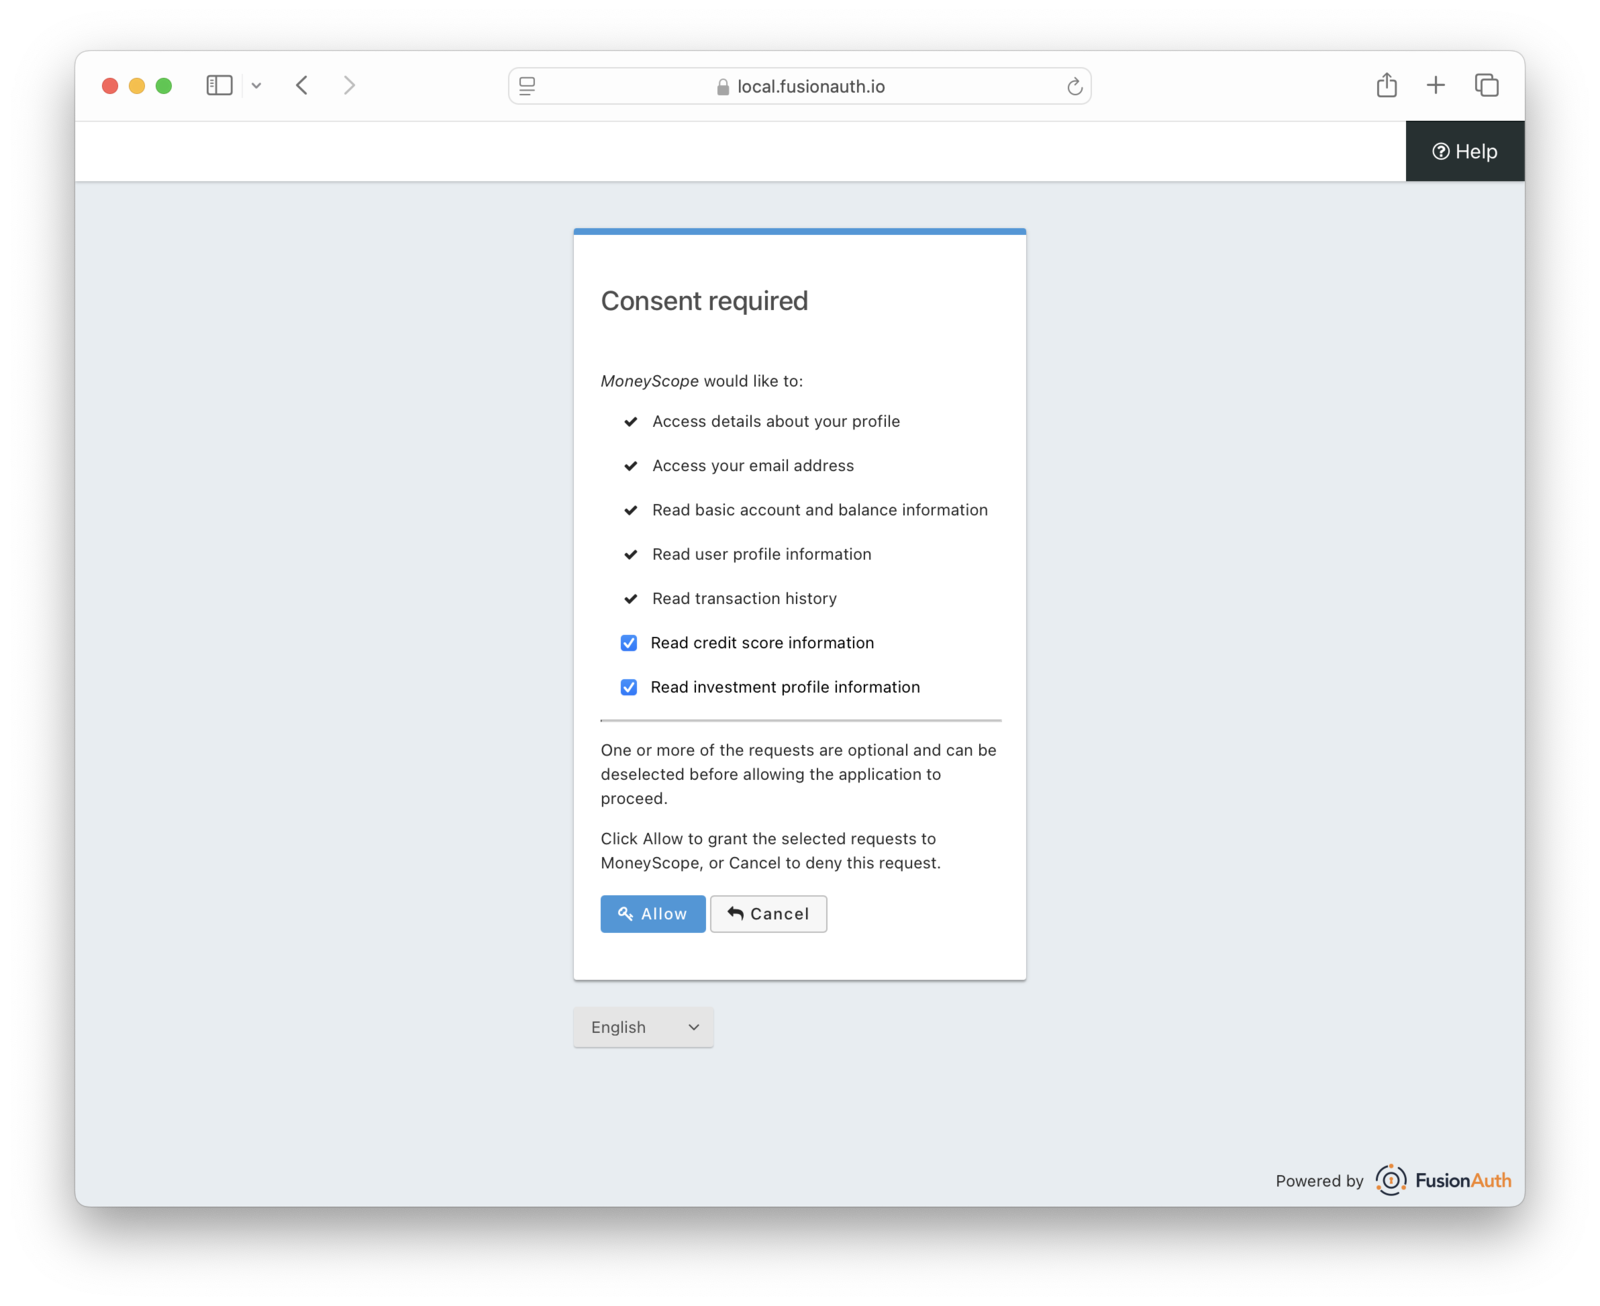 local.fusionauth.io
Help
Consent required
MoneyScope would like to:
Access details about your profile
Access your email address
Read basic account and balance information
Read user profile information
Read transaction history
Read credit score information
Read investment profile information
One or more of the requests are optional and can be
deselected before allowing the application to
proceed.
Click Allow to grant the selected requests to
MoneyScope, or Cancel to deny this request.
Allow Cancel
English
Powered by FusionAuth